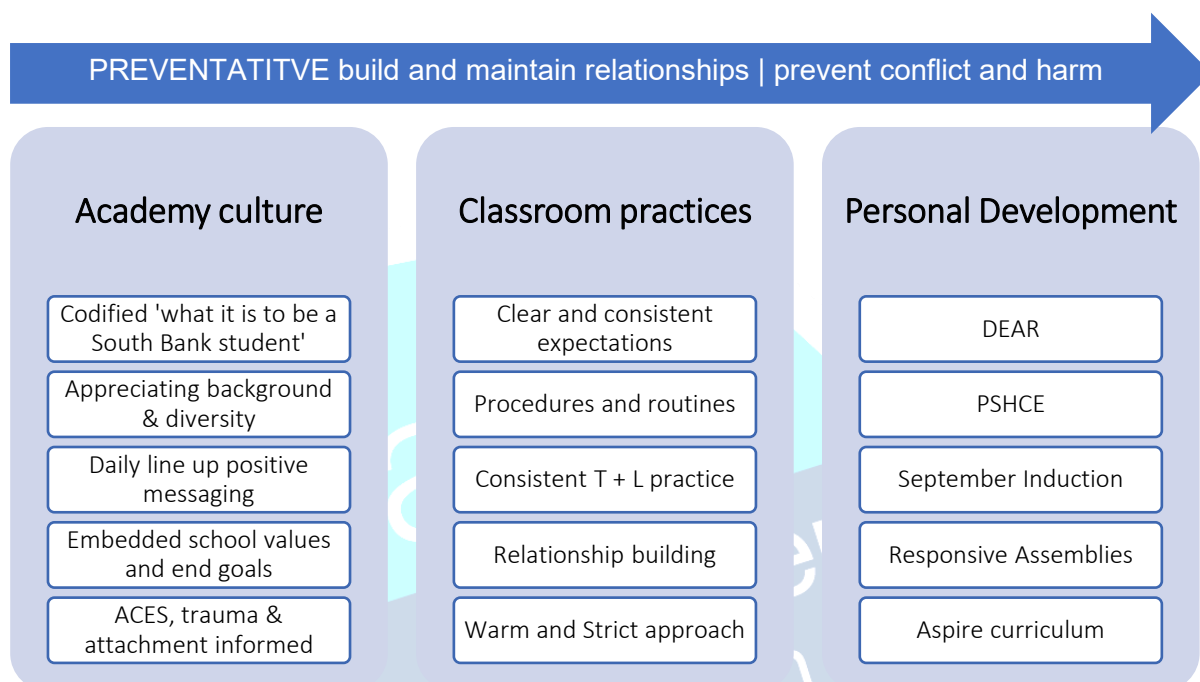 PREVENTATITVE build and maintain relationships | prevent conflict and harm
Academy culture
Codified 'what it is to be a
South Bank student'
Appreciating background
& diversity
Daily line up positive
messaging
Embedded school values
and end goals
ACES, trauma &
attachment informed
Classroom practices
Clear and consistent
expectations
Procedures and routines
Consistent T + L practice
Relationship building
Warm and Strict approach
Personal Development
DEAR
PSHCE
September Induction
Responsive Assemblies
Aspire curriculum